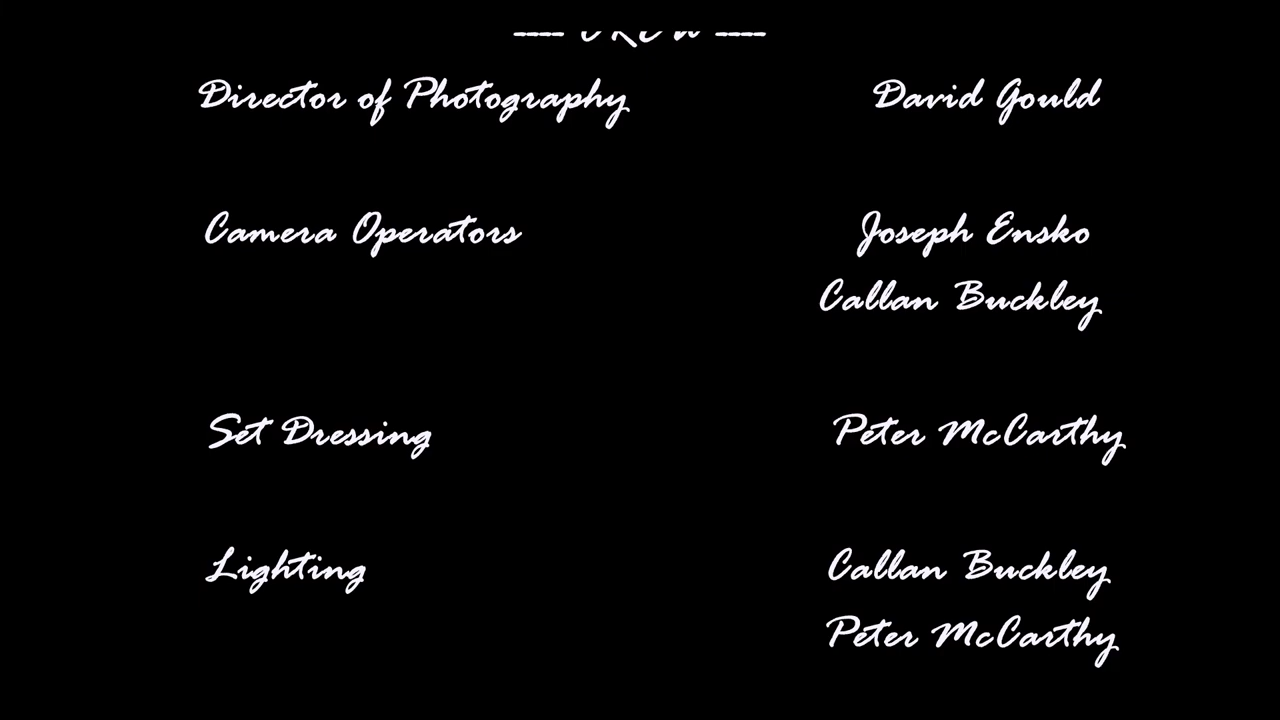 ---- CREW ----
Director of Photography David Gould
Camera Operators Joseph Ensko
Callan Buckley
Set Dressing Peter McCarthy
Lighting Callan Buckley
Peter McCarthy